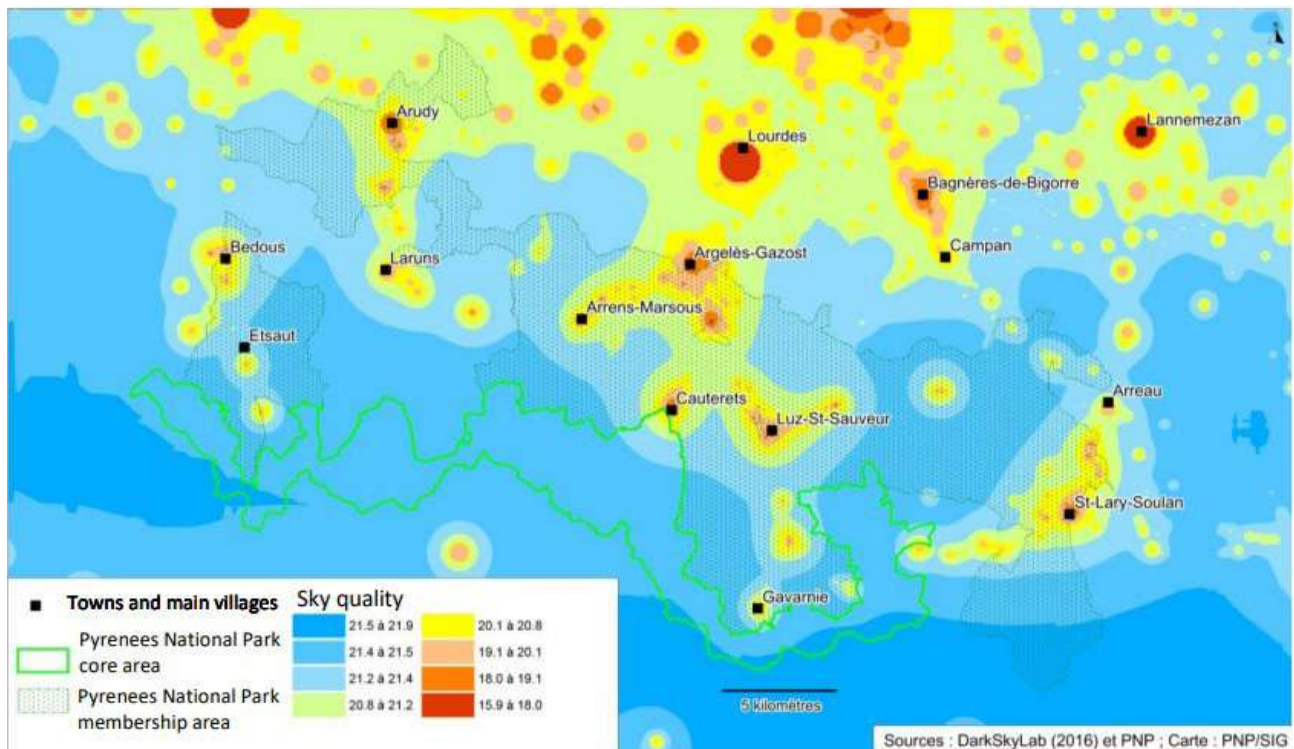 Arudy
Lourdes
Lannemezan
Bagnères-de-Bigorre
Bedous
Laruns
Argelès-Gazost
Campan
Arrens-Marsous
Etsaut
Cauterets
Luz-St-Sauveur
Arreau
St-Lary-Soulan
Gavarnie
Towns and main villages
Pyrenees National Park
core area
Pyrenees National Park
membership area
Sky quality
21.5 à 21.9
21.4 à 21.5
21.2 à 21.4
20.8 à 21.2
20.1 à 20.8
19.1 à 20.1
18.0 à 19.1
15.9 à 18.0
5 kilomètres
Sources : DarkSkyLab (2016) et PNP ; Carte : PNP/SIG